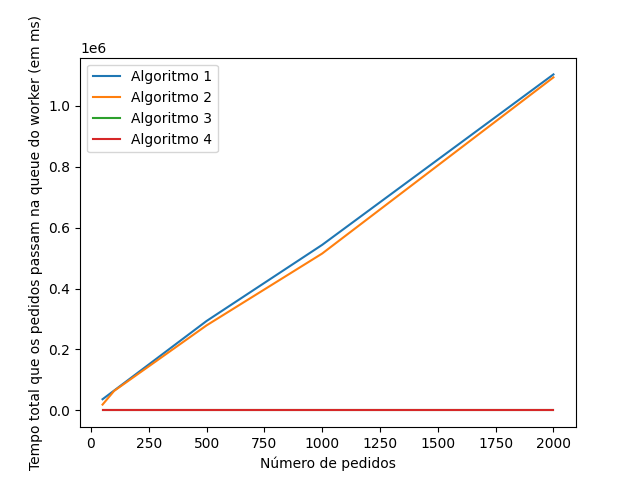 1e6
Algoritmo 1
Algoritmo 2
Algoritmo 3
Algoritmo 4
Tempo total que os pedidos passam na queue do worker (em ms)
1.0
0.8
0.6
0.4
0.2
0.0
0 250 500 750 1000 1250 1500 1750 2000
Número de pedidos